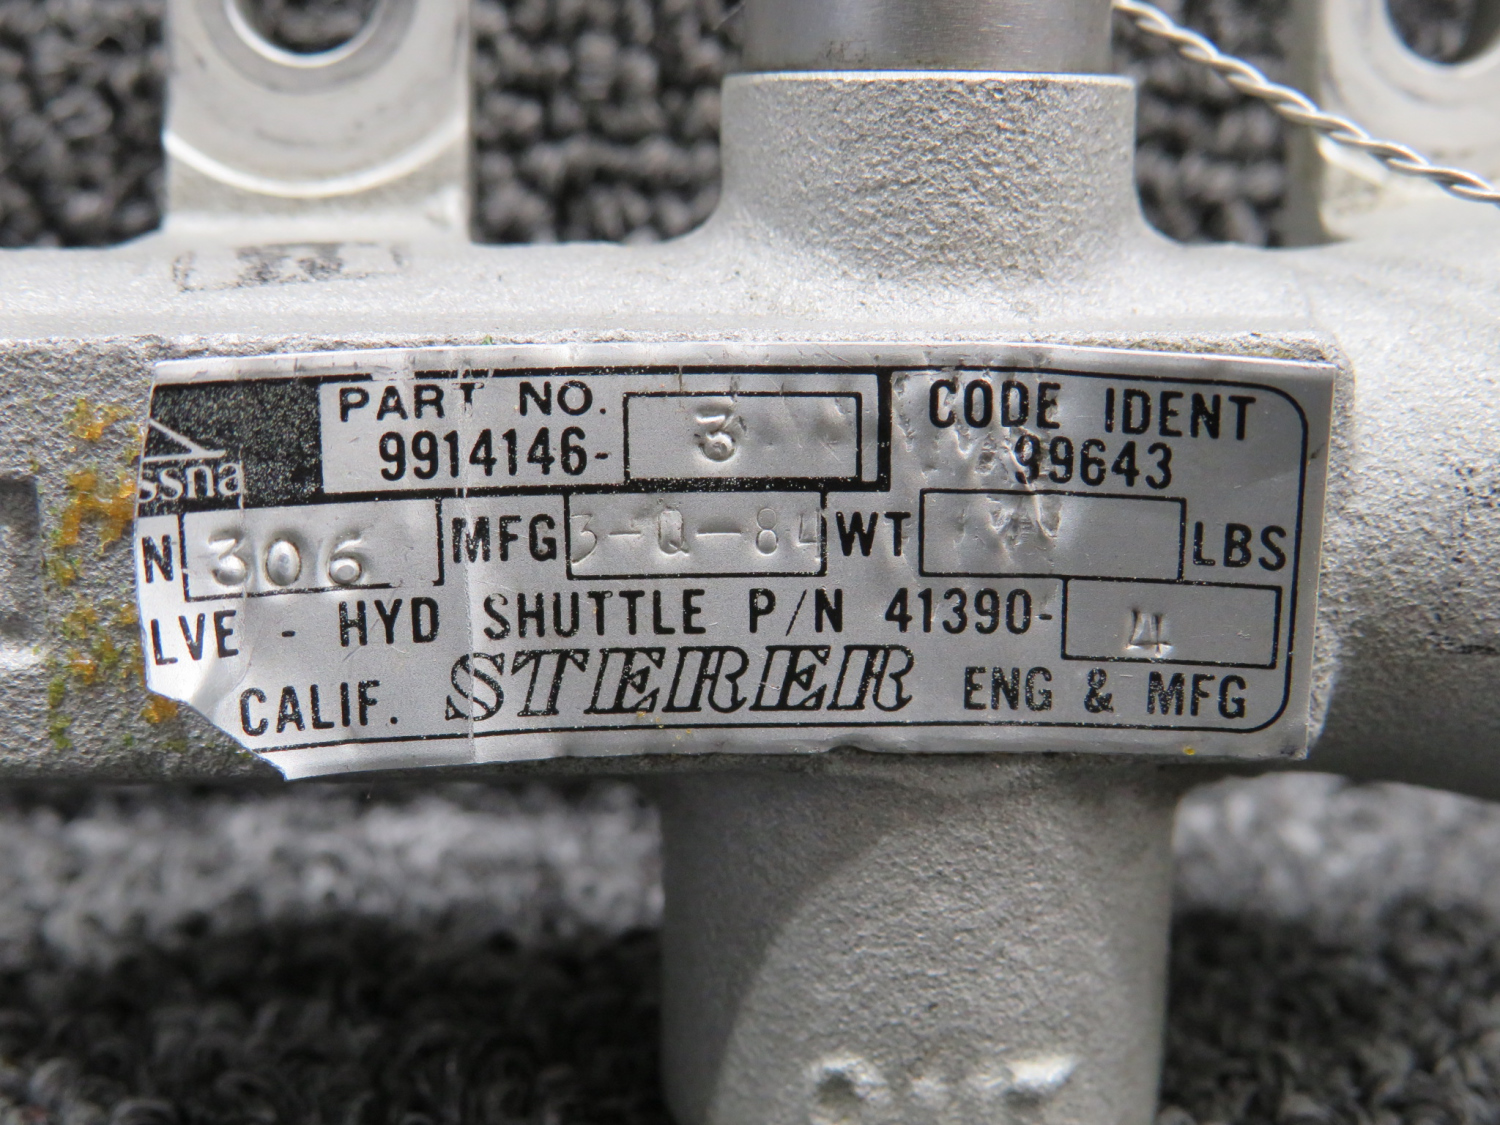 PART NO.
9914146- 3
CODE IDENT
99643
ssna
N 306 MFG 3-Q-84 WT LBS
LVE - HYD SHUTTLE P/N 41390- 4
CALIF. STERER ENG & MFG